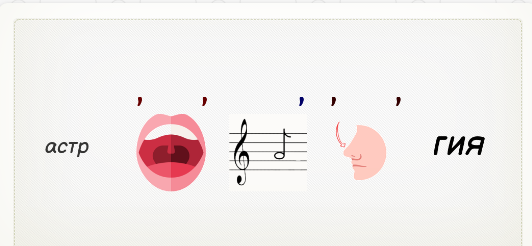 , , , , ,
астр гия